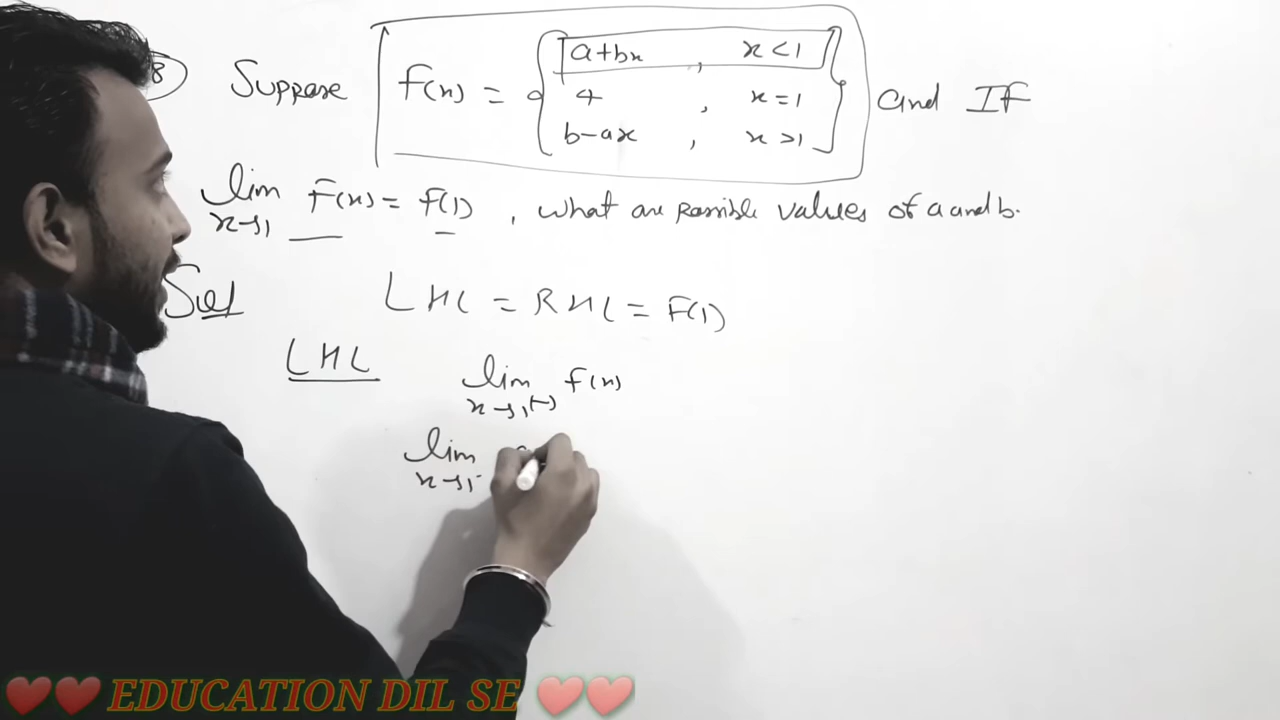 8 Suppose f(x) = { a+bx , x<1
4 , x=1
b-ax , x>1 } and IF
lim x→1 F(x) = f(1) , what are possible values of a and b.
Sol LHL = RHL = F(1)
LHL lim x→1(-) f(x)
lim x→1-
❤️❤️ EDUCATION DIL SE ❤️❤️